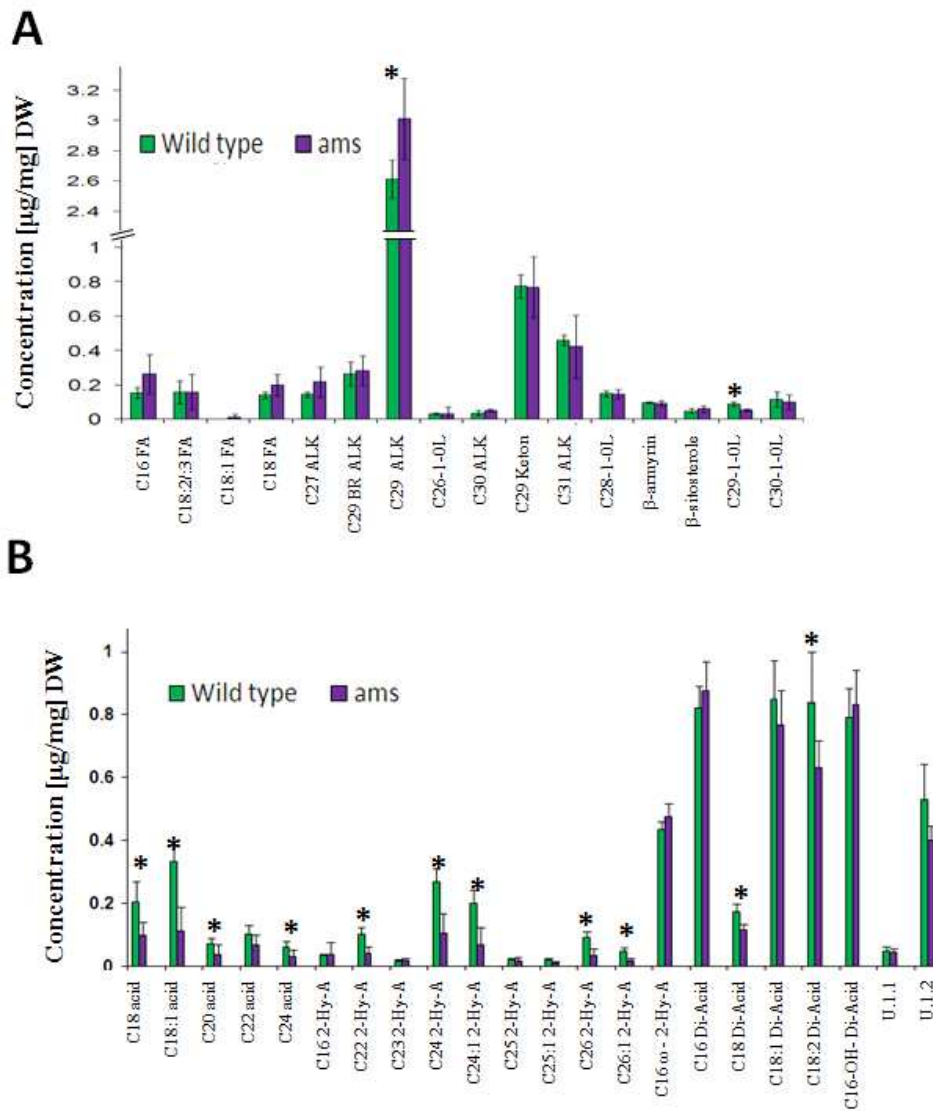 A
Concentration [µg/mg] DW
3.2
3
2.8
2.6
2.4
1
0.8
0.6
0.4
0.2
0
Wild type
ams
*
*
C16 FA
C18:2/:3 FA
C18:1 FA
C18 FA
C27 ALK
C29 BR ALK
C29 ALK
C26-1-0L
C30 ALK
C29 Keton
C31 ALK
C28-1-0L
β-armyrin
β-sitosterole
C29-1-0L
C30-1-0L
B
Concentration [µg/mg] DW
1
0.8
0.6
0.4
0.2
0
Wild type
ams
*
*
*
*
*
*
*
*
*
*
*
C18 acid
C18:1 acid
C20 acid
C22 acid
C24 acid
C16 2-Hy-A
C22 2-Hy-A
C23 2-Hy-A
C24 2-Hy-A
C24:1 2-Hy-A
C25 2-Hy-A
C25:1 2-Hy-A
C26 2-Hy-A
C26:1 2-Hy-A
C16 ω - 2-Hy-A
C16 Di-Acid
C18 Di-Acid
C18:1 Di-Acid
C18:2 Di-Acid
C16-OH- Di-Acid
U.1.1
U.1.2